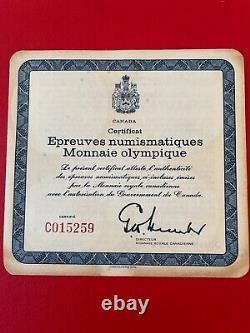 CANADA
Certificat
Epreuves numismatiques
Monnaie olympique
Le présent certificat atteste l'authenticité
des épreuves numismatiques ci-incluses émises
par la Monnaie royale canadienne
avec l'autorisation du Gouvernement du Canada.
CERTIFIÉ
C015259
DIRECTEUR
MONNAIE ROYALE CANADIENNE